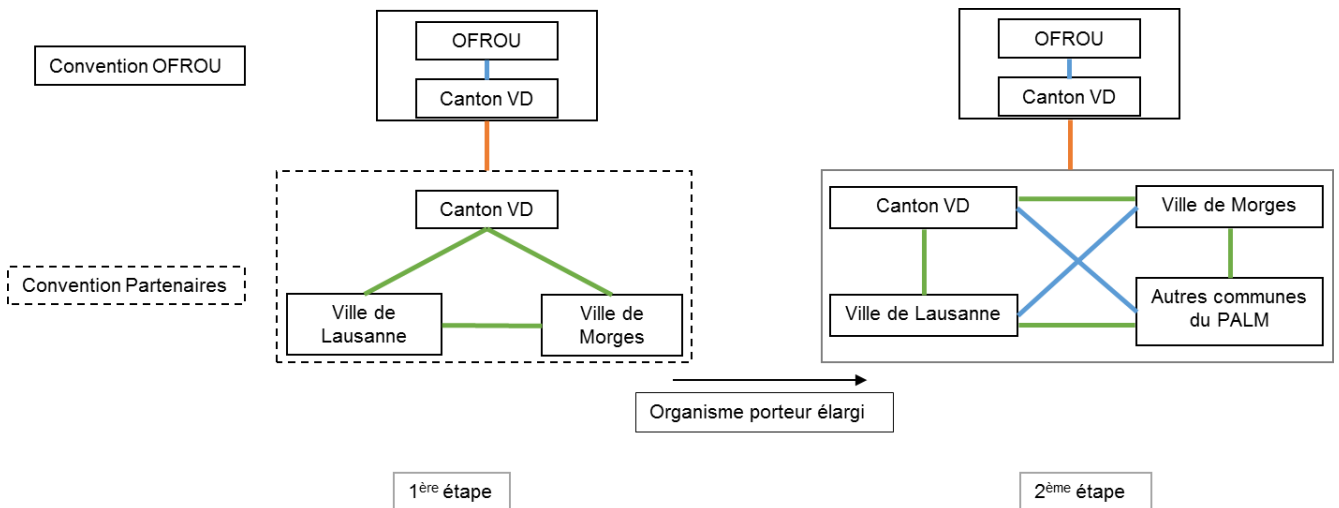 Convention OFROU
OFROU
Canton VD
OFROU
Canton VD
Convention Partenaires
Canton VD
Ville de
Lausanne
Ville de
Morges
Canton VD
Ville de Morges
Ville de Lausanne
Autres communes
du PALM
Organisme porteur élargi
1ère étape
2ème étape